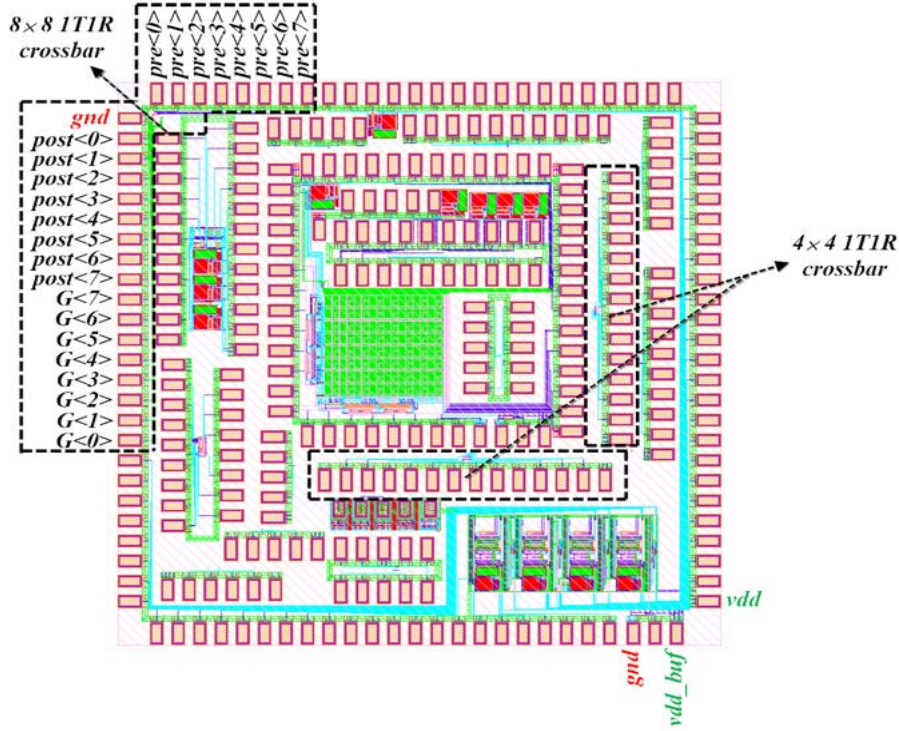 8×8 1T1R
crossbar
pre<0>
pre<1>
pre<2>
pre<3>
pre<4>
pre<5>
pre<6>
pre<7>
gnd
post<0>
post<1>
post<2>
post<3>
post<4>
post<5>
post<6>
post<7>
G<7>
G<6>
G<5>
G<4>
G<3>
G<2>
G<1>
G<0>
4×4 1T1R
crossbar
vdd
gnd
vdd_buf